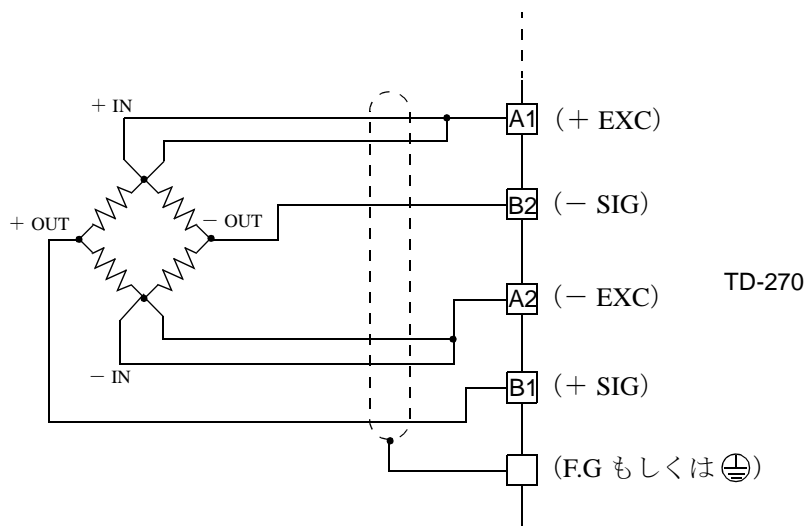 + IN
A1 (+ EXC)
+ OUT
− OUT
B2 (− SIG)
A2 (− EXC)
TD-270
− IN
B1 (+ SIG)
(F.G もしくは⏚)